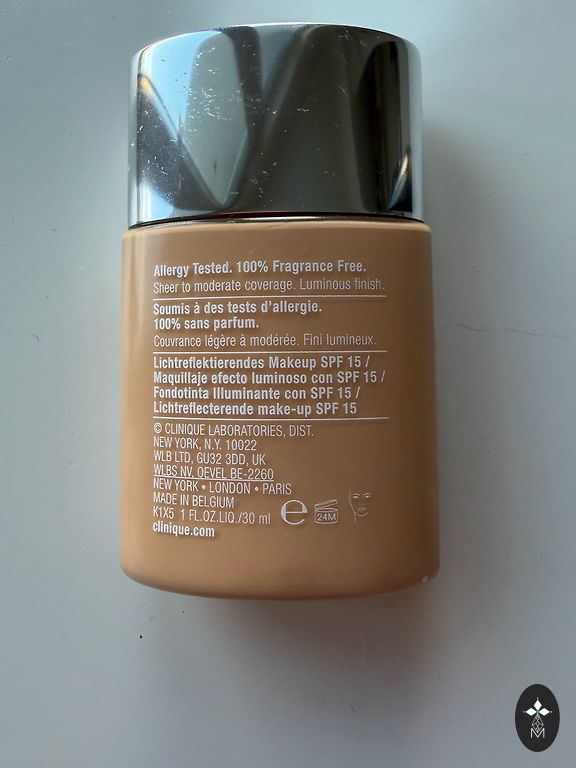 Allergy Tested. 100% Fragrance Free.
Sheer to moderate coverage. Luminous finish.
Soumis à des tests d'allergie.
100% sans parfum.
Couvrance légère à modérée. Fini lumineux.
Lichtreflektierendes Makeup SPF 15 /
Maquillaje efecto luminoso con SPF 15 /
Fondotinta Illuminante con SPF 15 /
Lichtreflecterende make-up SPF 15
© CLINIQUE LABORATORIES, DIST.
NEW YORK, N.Y. 10022
WLB LTD, GU32 3DD, UK
WLBS NV, OEVEL BE-2260
NEW YORK • LONDON • PARIS
MADE IN BELGIUM
K1X5 1 FL.OZ.LIQ./30 ml e 24M
clinique.com
M